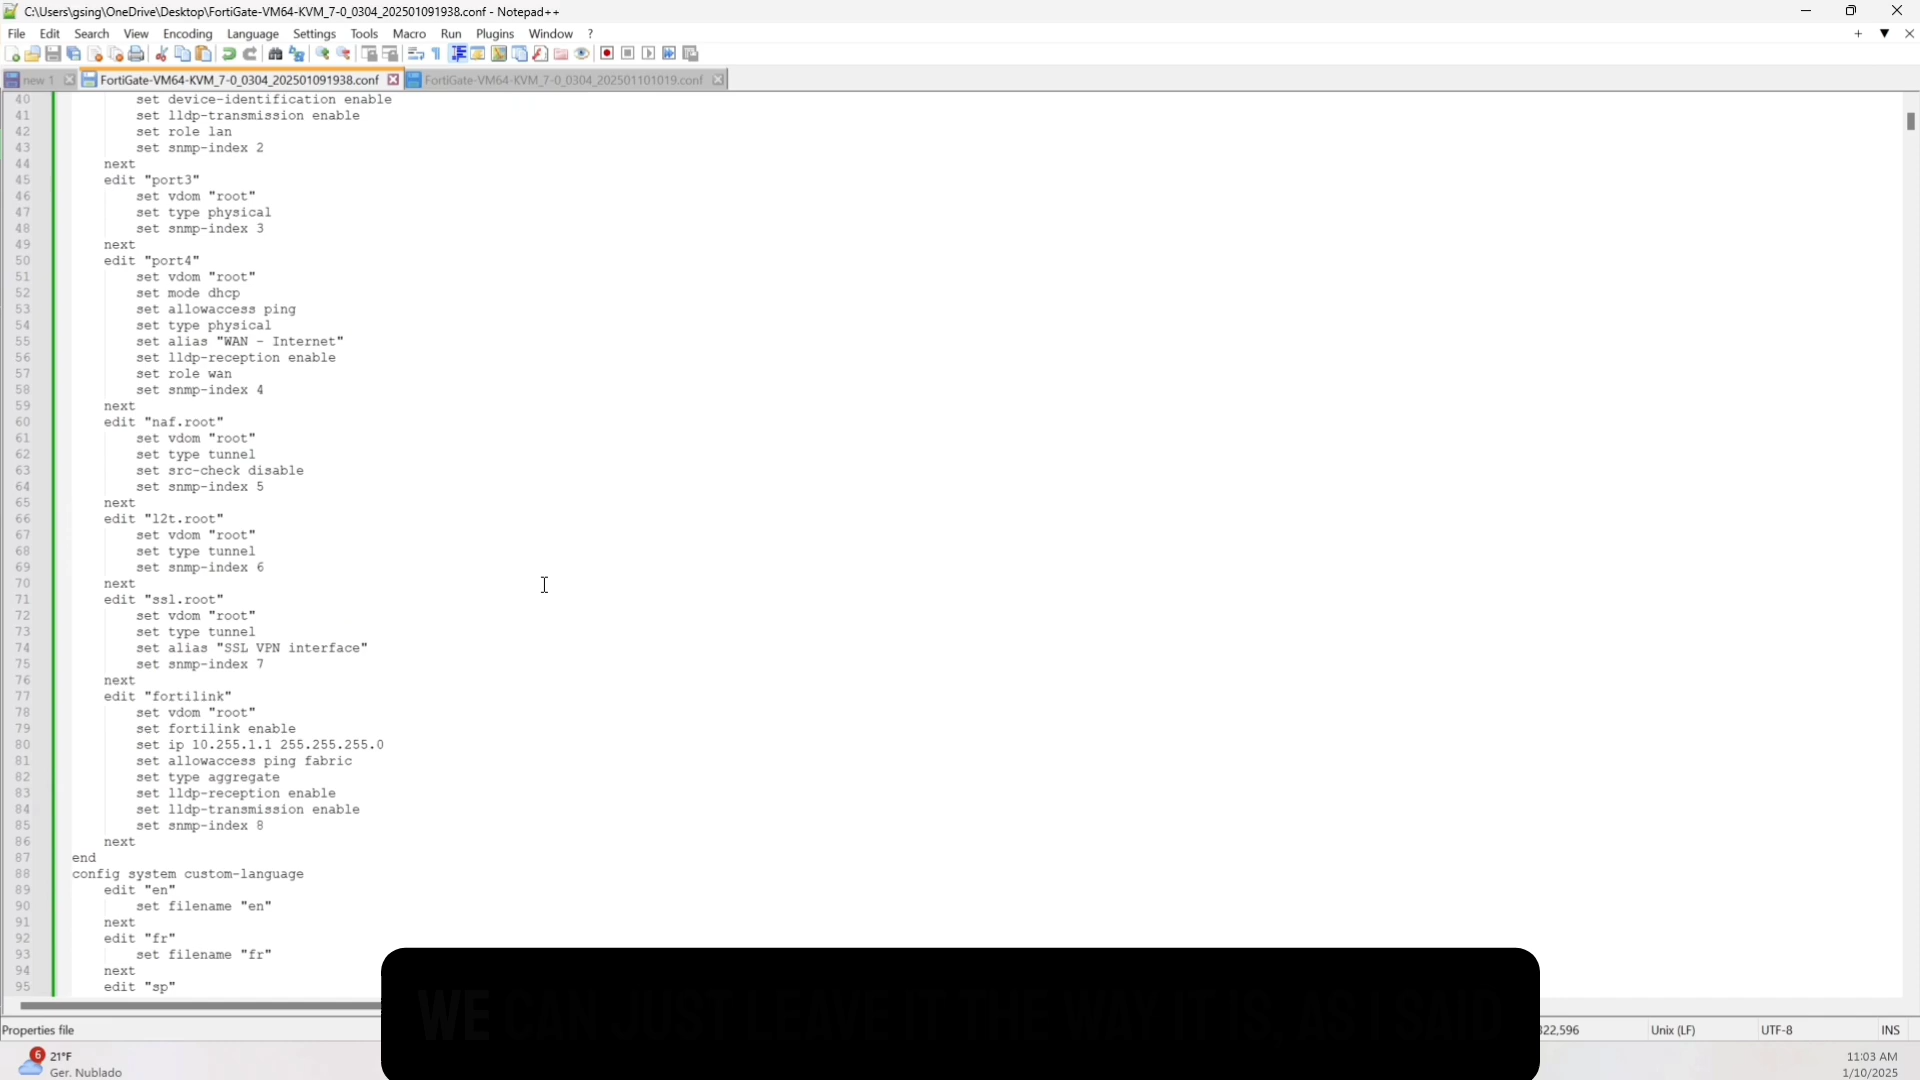 C:\Users\gsing\OneDrive\Desktop\FortiGate-VM64-KVM_7-0_0304_202501091938.conf - Notepad++
File Edit Search View Encoding Language Settings Tools Macro Run Plugins Window ?
new 1 FortiGate-VM64-KVM_7-0_0304_202501091938.conf FortiGate-VM64-KVM_7-0_0304_202501101019.conf
40 set device-identification enable
41 set lldp-transmission enable
42 set role lan
43 set snmp-index 2
44 next
45 edit "port3"
46 set vdom "root"
47 set type physical
48 set snmp-index 3
49 next
50 edit "port4"
51 set vdom "root"
52 set mode dhcp
53 set allowaccess ping
54 set type physical
55 set alias "WAN - Internet"
56 set lldp-reception enable
57 set role wan
58 set snmp-index 4
59 next
60 edit "naf.root"
61 set vdom "root"
62 set type tunnel
63 set src-check disable
64 set snmp-index 5
65 next
66 edit "l2t.root"
67 set vdom "root"
68 set type tunnel
69 set snmp-index 6
70 next
71 edit "ssl.root"
72 set vdom "root"
73 set type tunnel
74 set alias "SSL VPN interface"
75 set snmp-index 7
76 next
77 edit "fortilink"
78 set vdom "root"
79 set fortilink enable
80 set ip 10.255.1.1 255.255.255.0
81 set allowaccess ping fabric
82 set type aggregate
83 set lldp-reception enable
84 set lldp-transmission enable
85 set snmp-index 8
86 next
87 end
88 config system custom-language
89 edit "en"
90 set filename "en"
91 next
92 edit "fr"
93 set filename "fr"
94 next
95 edit "sp"
WE CAN JUST LEAVE IT THE WAY IT IS, AS I SAID
Properties file 322,596 Unix (LF) UTF-8 INS
6 21°F
Ger. Nublado
11:03 AM
1/10/2025